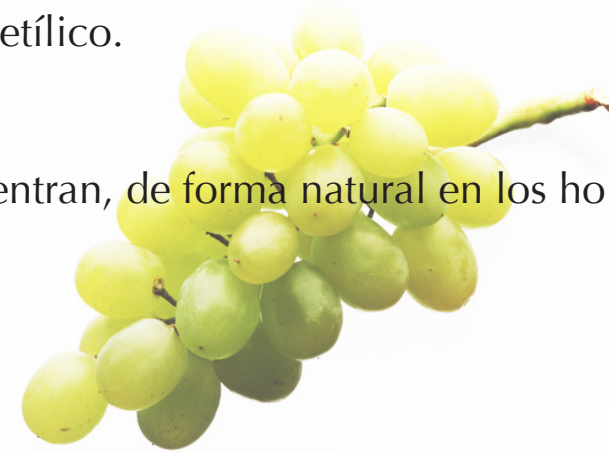 etílico.
entran, de forma natural en los ho